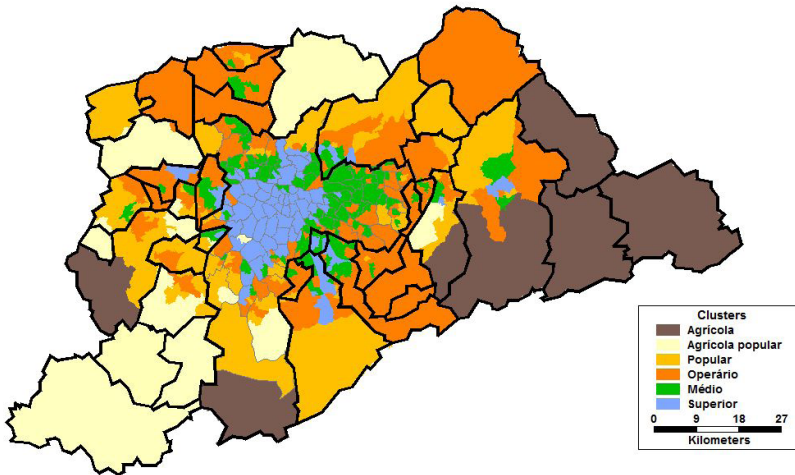 Clusters
Agrícola
Agrícola popular
Popular
Operário
Médio
Superior
0 9 18 27
Kilometers